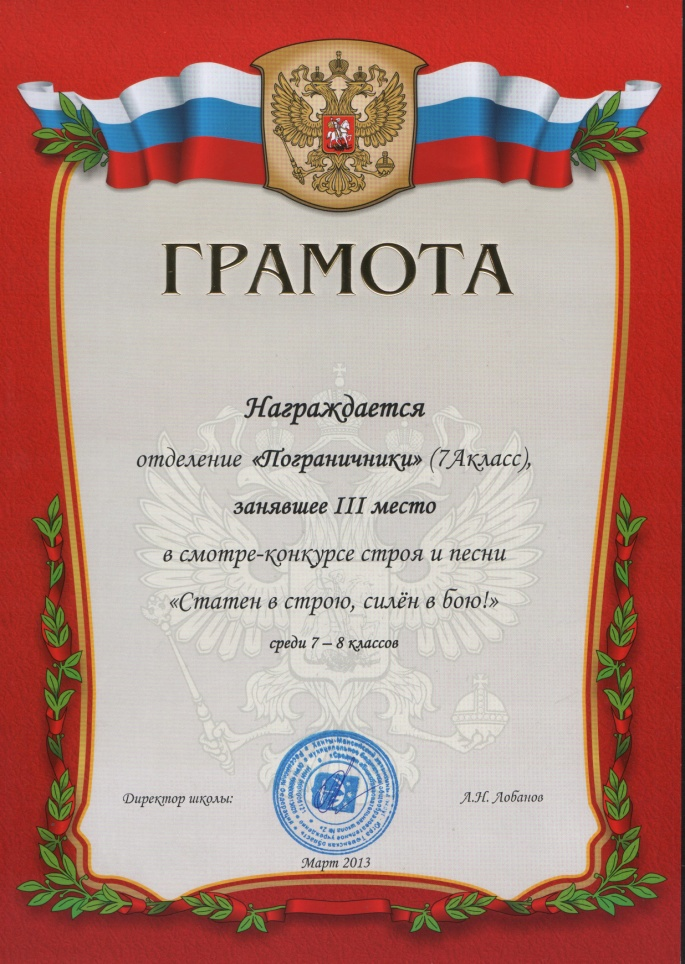 ГРАМОТА
Награждается
отделение «Пограничники» (7Акласс),
занявшее III место
в смотре-конкурсе строя и песни
«Статен в строю, силён в бою!»
среди 7 – 8 классов
Директор школы:
Л.Н. Лобанов
Март 2013